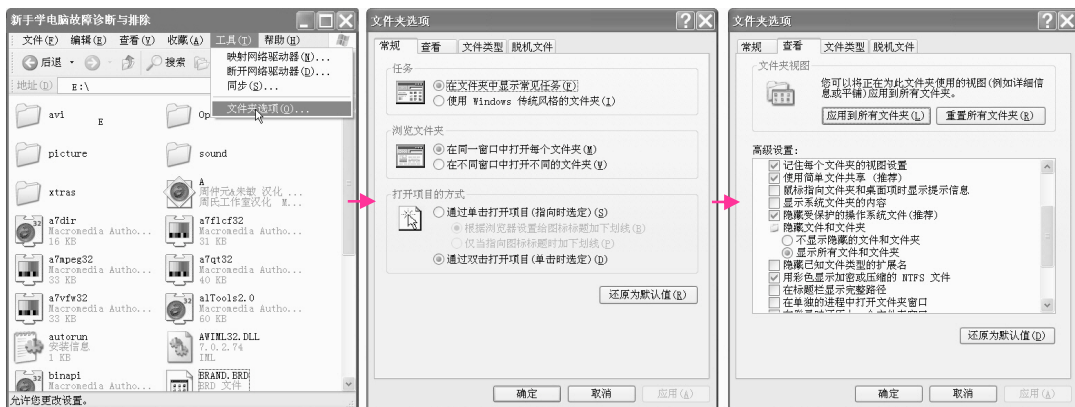 新手学电脑故障诊断与排除
文件(F) 编辑(E) 查看(V) 收藏(A) 工具(T) 帮助(H)
后退 搜索
地址(D) E:\
映射网络驱动器(N)...
断开网络驱动器(D)...
同步(S)...
文件夹选项(O)...
avi
E
Op
picture
sound
xtras
A
周仲元&朱敏 汉化 ...
周氏工作室汉化 M...
a7dir
Macromedia Autho...
16 KB
a7flcf32
Macromedia Autho...
31 KB
a7mpeg32
Macromedia Autho...
33 KB
a7qt32
Macromedia Autho...
40 KB
a7vfw32
Macromedia Autho...
33 KB
alTools2.0
Macromedia Autho...
60 KB
autorun
安装信息
1 KB
AWIML32.DLL
7.0.2.74
IML
binapi
Macromedia Autho...
BRAND.BRD
BRD 文件
允许您更改设置。
文件夹选项
常规 查看 文件类型 脱机文件
任务
在文件夹中显示常见任务(E)
使用 Windows 传统风格的文件夹(I)
浏览文件夹
在同一窗口中打开每个文件夹(M)
在不同窗口中打开不同的文件夹(W)
打开项目的方式
通过单击打开项目(指向时选定)(S)
根据浏览器设置给图标标题加下划线(B)
仅当指向图标标题时加下划线(P)
通过双击打开项目(单击时选定)(D)
还原为默认值(R)
确定 取消 应用(A)
文件夹选项
常规 查看 文件类型 脱机文件
文件夹视图
您可以将正在为此文件夹使用的视图(例如详细信
息或平铺)应用到所有文件夹。
应用到所有文件夹(L) 重置所有文件夹(R)
高级设置:
记住每个文件夹的视图设置
使用简单文件共享 (推荐)
鼠标指向文件夹和桌面项时显示提示信息
显示系统文件夹的内容
隐藏受保护的操作系统文件(推荐)
隐藏文件和文件夹
不显示隐藏的文件和文件夹
显示所有文件和文件夹
隐藏已知文件类型的扩展名
用彩色显示加密或压缩的 NTFS 文件
在标题栏显示完整路径
在单独的进程中打开文件夹窗口
还原为默认值(D)
确定 取消 应用(A)